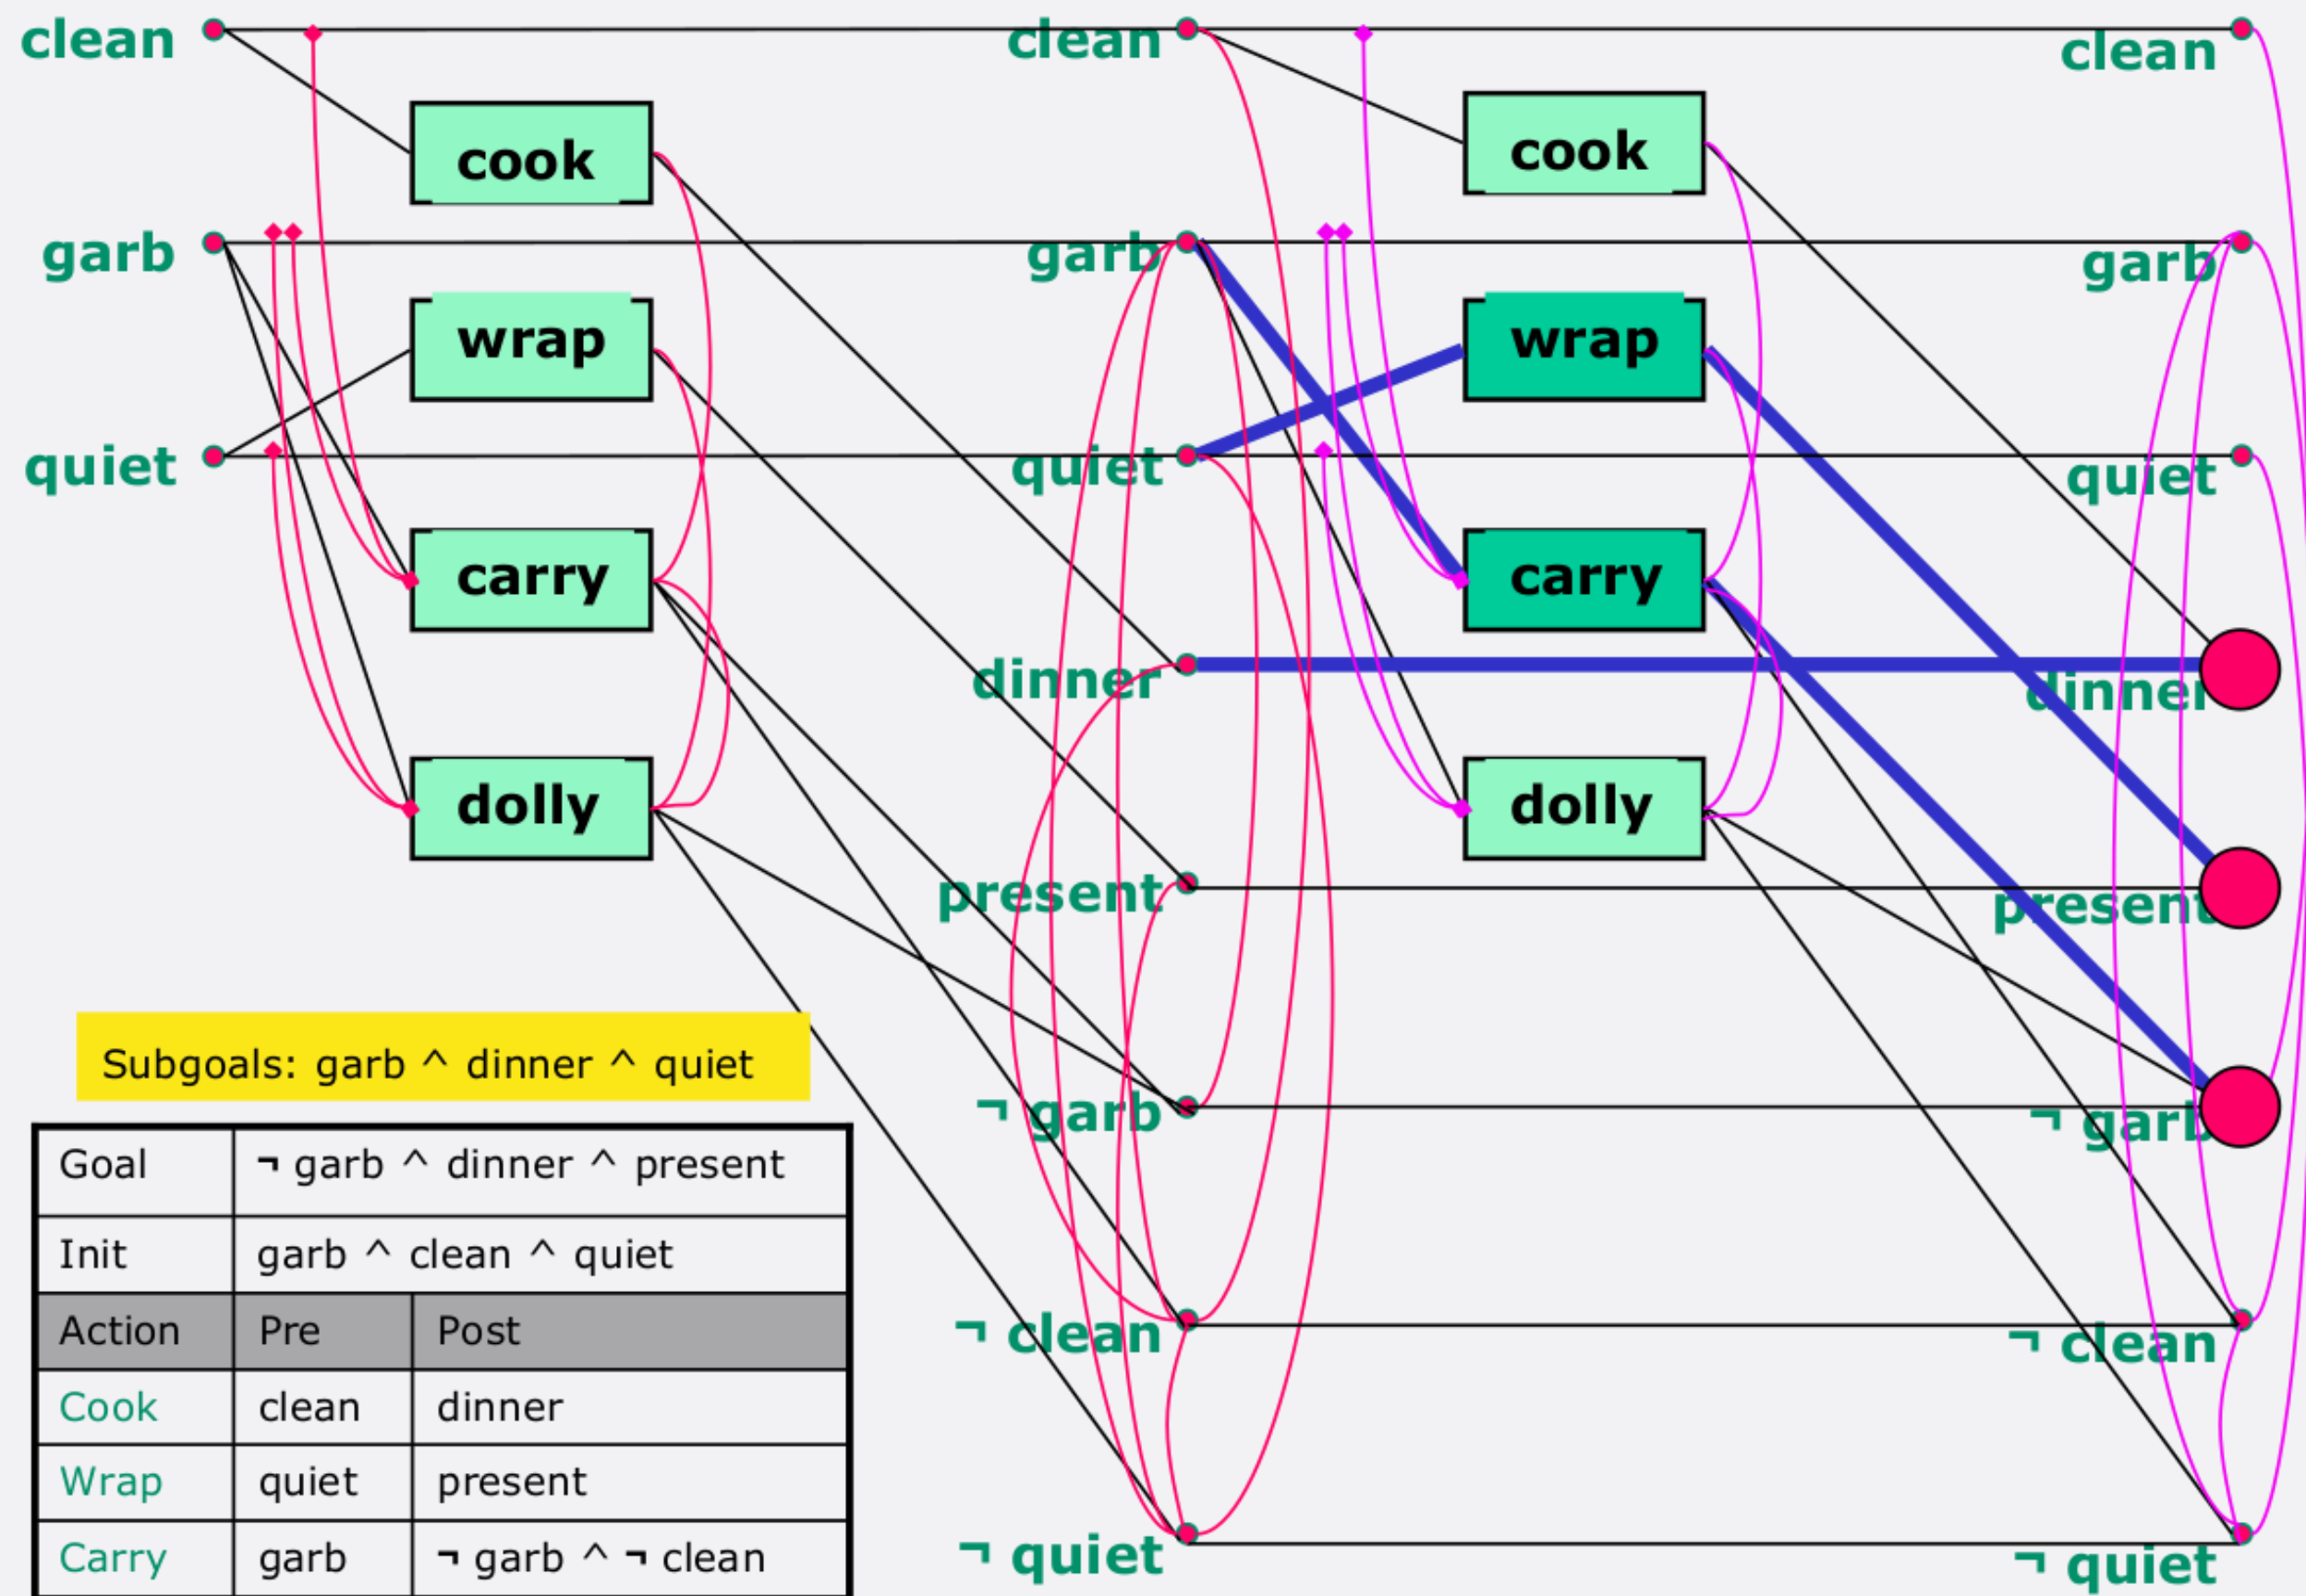 clean
clean
clean
cook
cook
garb
garb
garb
wrap
wrap
quiet
quiet
quiet
carry
carry
dinner
dinner
dolly
dolly
present
present
Subgoals: garb ^ dinner ^ quiet
¬ garb
¬ garb
Goal ¬ garb ^ dinner ^ present
Init garb ^ clean ^ quiet
Action Pre Post
¬ clean
¬ clean
Cook clean dinner
Wrap quiet present
Carry garb ¬ garb ^ ¬ clean
¬ quiet
¬ quiet